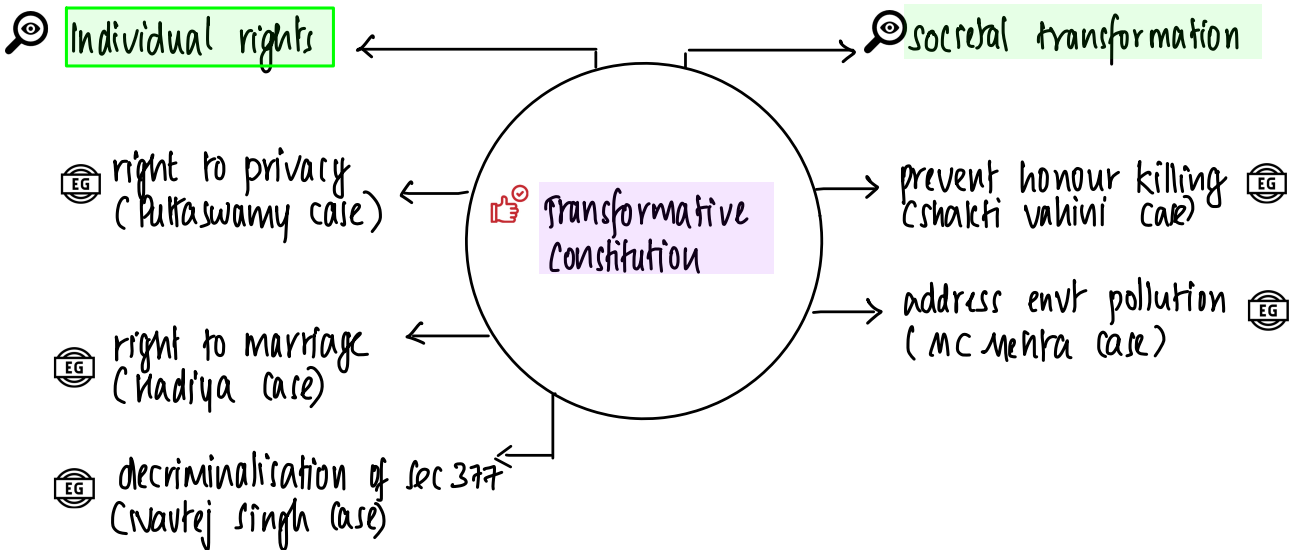 Individual rights
societal transformation
EG
right to privacy
(Puttaswamy case)
EG
right to marriage
(Hadiya case)
EG
decriminalisation of sec 377
(Navtej singh case)
Transformative
constitution
prevent honour killing
(shakti vahini case)
EG
address envt pollution
(MC Mehta case)
EG